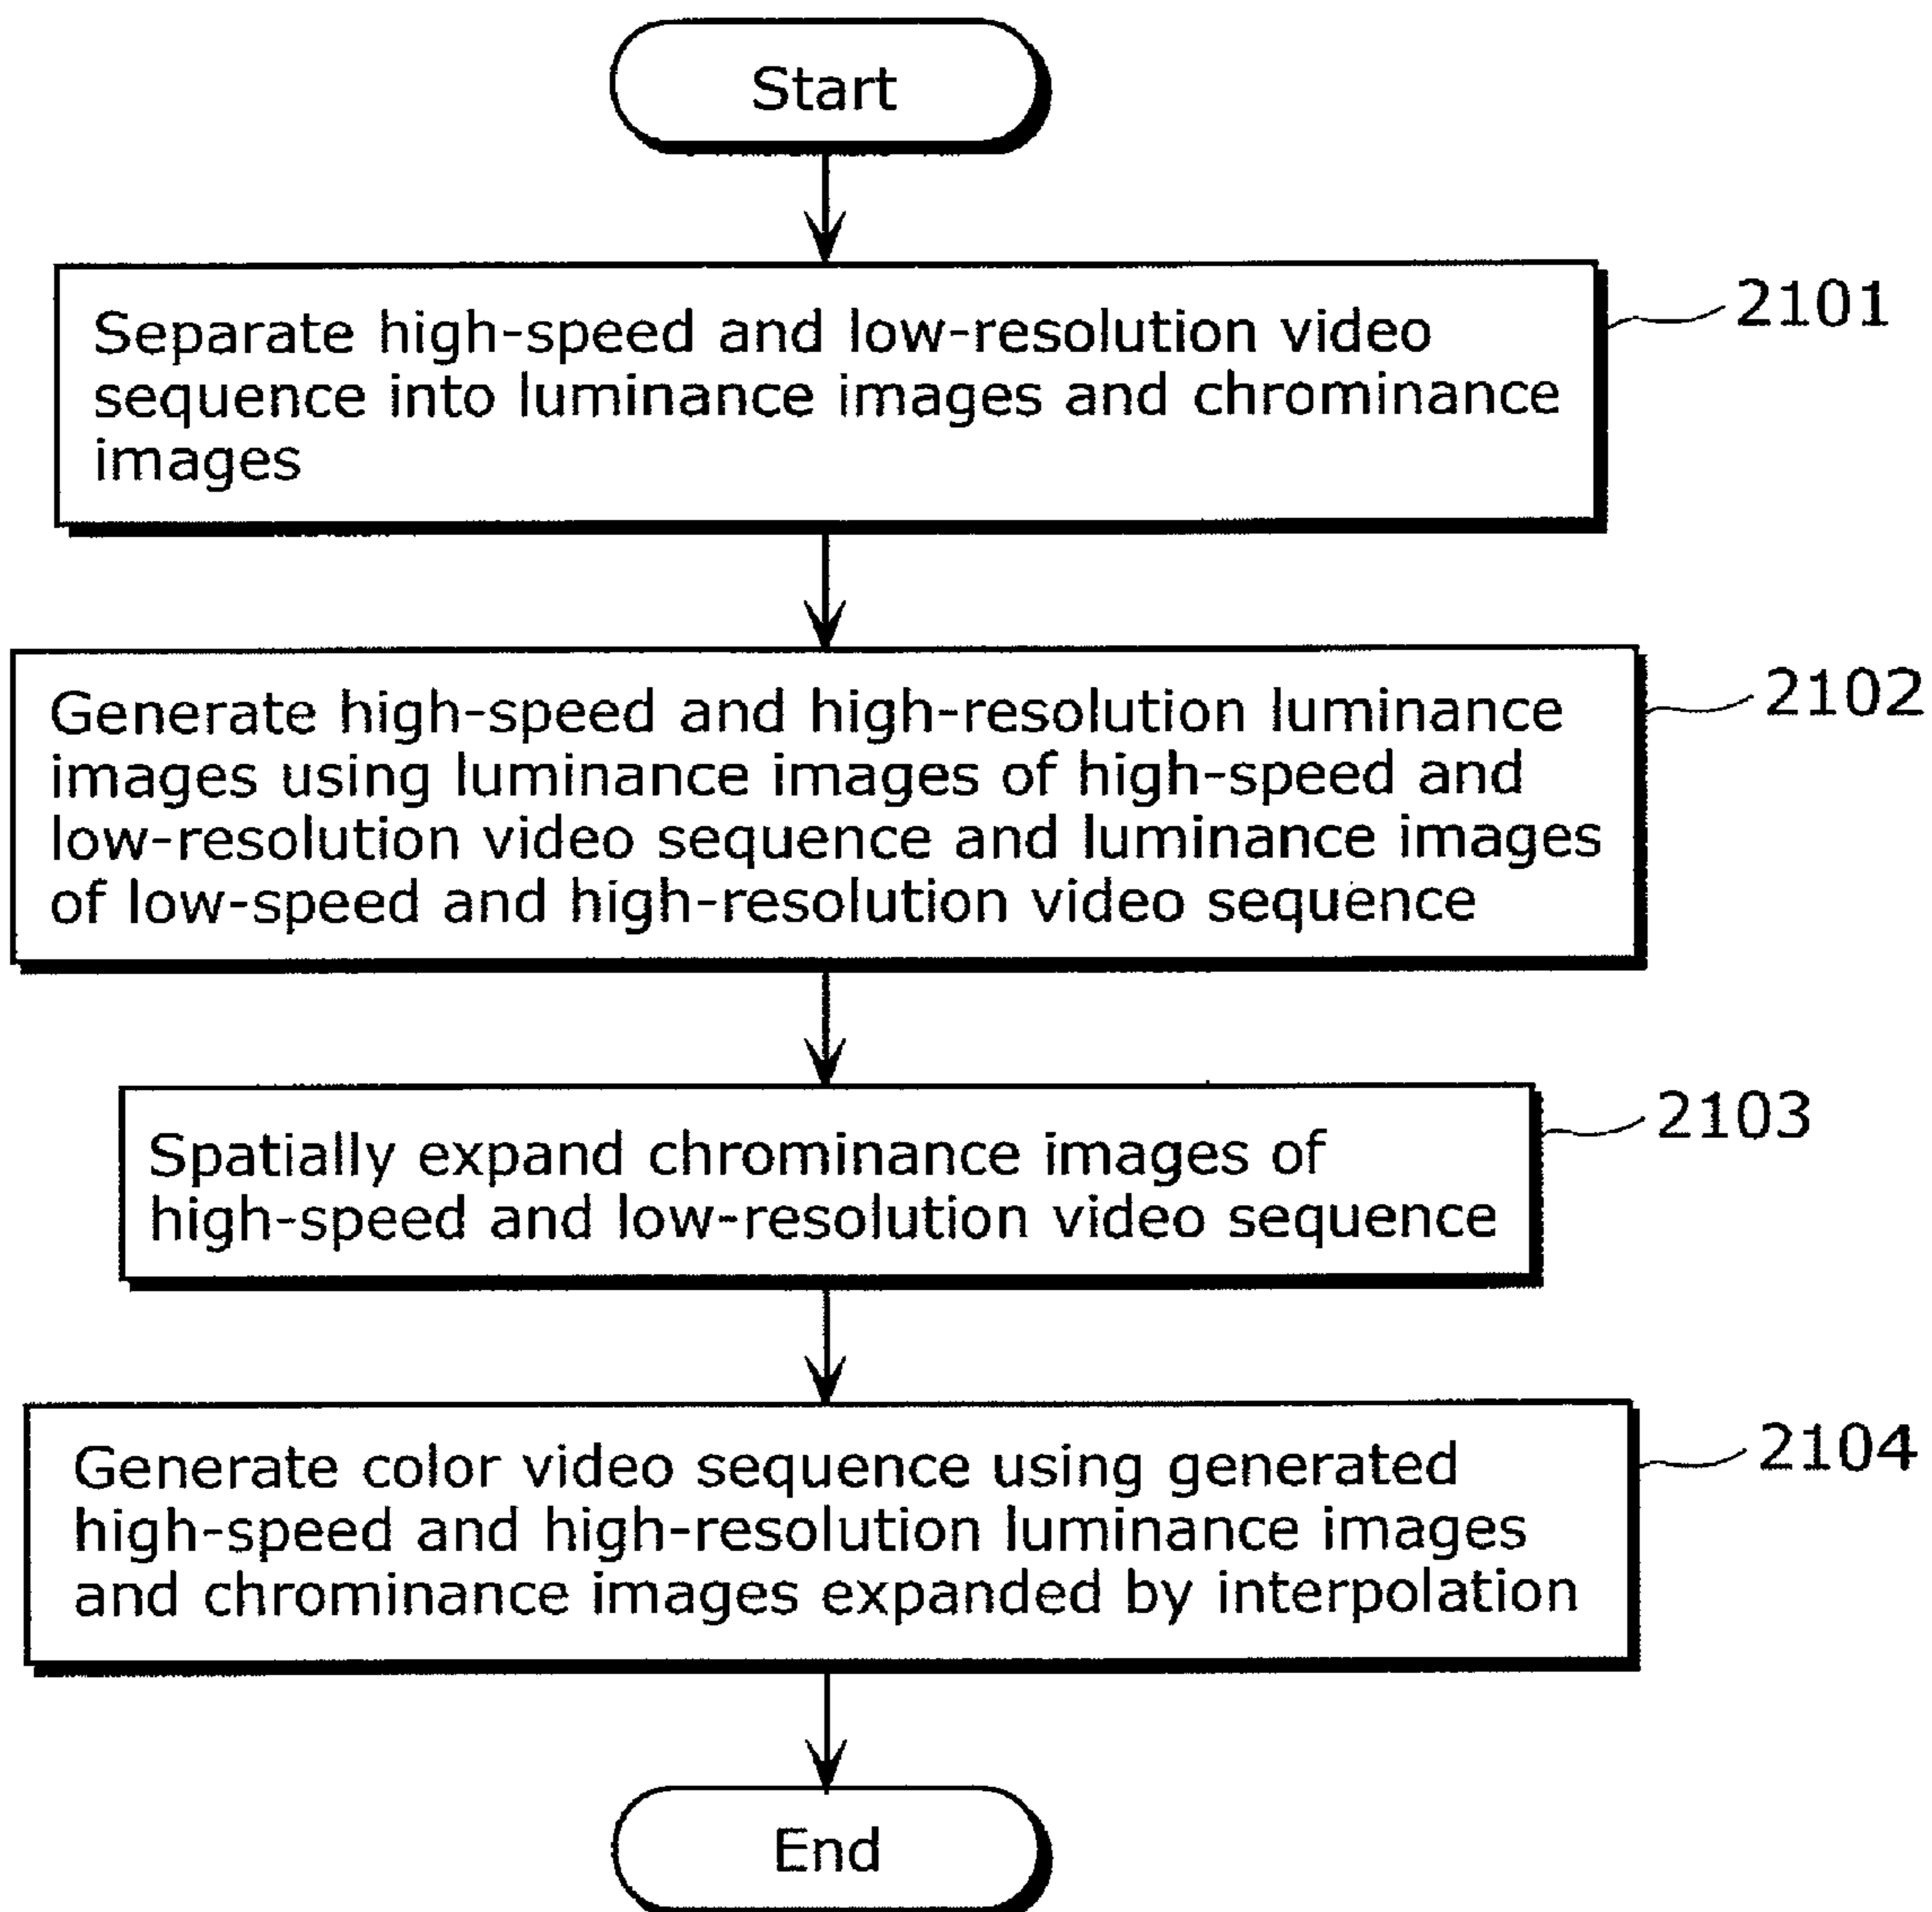 Start
Separate high-speed and low-resolution video
sequence into luminance images and chrominance
images
2101
Generate high-speed and high-resolution luminance
images using luminance images of high-speed and
low-resolution video sequence and luminance images
of low-speed and high-resolution video sequence
2102
Spatially expand chrominance images of
high-speed and low-resolution video sequence
2103
Generate color video sequence using generated
high-speed and high-resolution luminance images
and chrominance images expanded by interpolation
2104
End